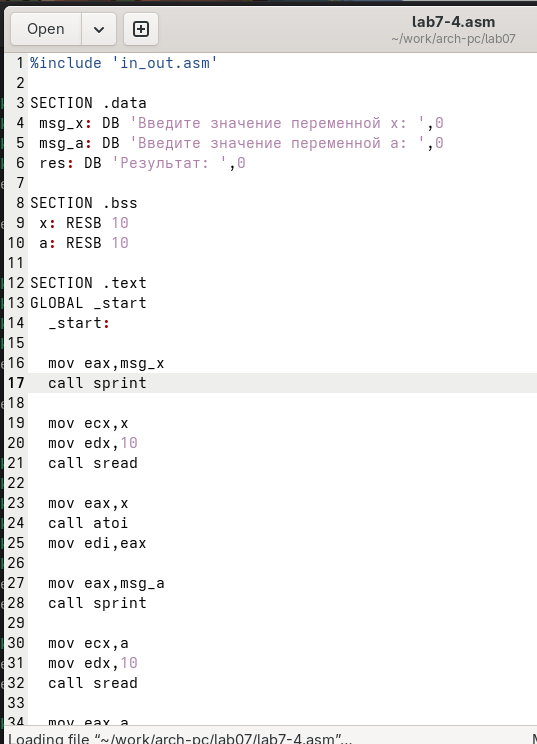 Open
lab7-4.asm
~/work/arch-pc/lab07
1 %include 'in_out.asm'
2
3 SECTION .data
4 msg_x: DB 'Введите значение переменной x: ',0
5 msg_a: DB 'Введите значение переменной a: ',0
6 res: DB 'Результат: ',0
7
8 SECTION .bss
9 x: RESB 10
10 a: RESB 10
11
12 SECTION .text
13 GLOBAL _start
14 _start:
15
16 mov eax,msg_x
17 call sprint
18
19 mov ecx,x
20 mov edx,10
21 call sread
22
23 mov eax,x
24 call atoi
25 mov edi,eax
26
27 mov eax,msg_a
28 call sprint
29
30 mov ecx,a
31 mov edx,10
32 call sread
33
34 mov eax,a
Loading file “~/work/arch-pc/lab07/lab7-4.asm”…